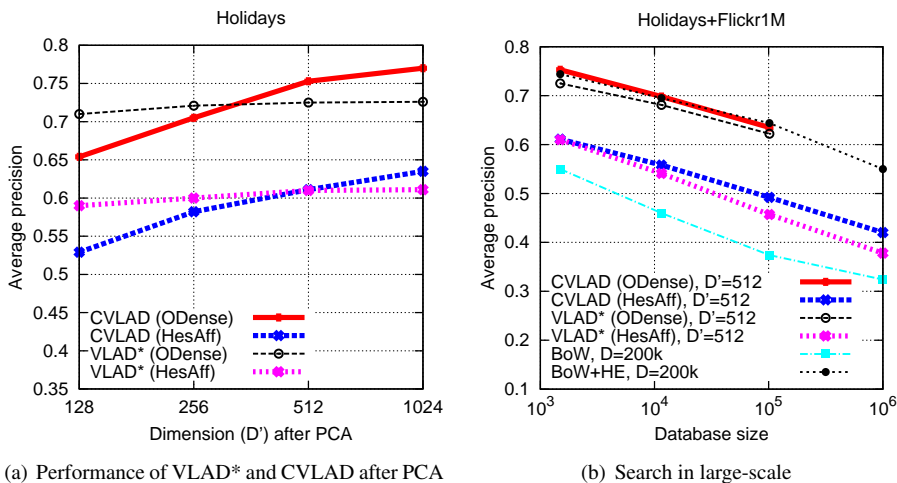 Holidays
Average precision
0.8
0.75
0.7
0.65
0.6
0.55
0.5
0.45
0.4
0.35
CVLAD (ODense)
CVLAD (HesAff)
VLAD* (ODense)
VLAD* (HesAff)
128 256 512 1024
Dimension (D') after PCA
(a) Performance of VLAD* and CVLAD after PCA
Holidays+Flickr1M
Average precision
0.8
0.7
0.6
0.5
0.4
0.3
0.2
0.1
CVLAD (ODense), D'=512
CVLAD (HesAff), D'=512
VLAD* (ODense), D'=512
VLAD* (HesAff), D'=512
BoW, D=200k
BoW+HE, D=200k
10³ 10⁴ 10⁵ 10⁶
Database size
(b) Search in large-scale